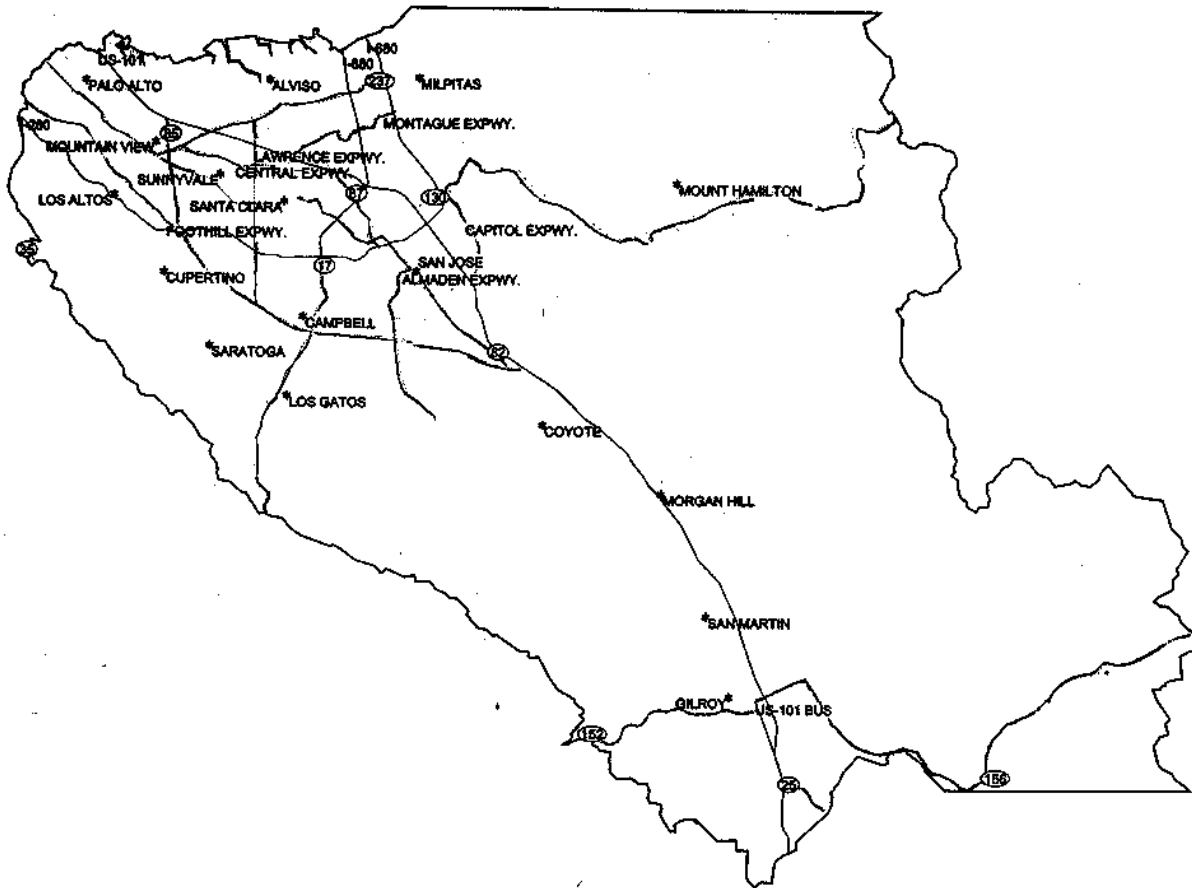 I-680
US-101
-880
*PALO ALTO
*ALVISO
237
*MILPITAS
-280
MONTAGUE EXPWY.
85
MOUNTAIN VIEW*
LAWRENCE EXPWY.
CENTRAL EXPWY.
SUNNYVALE*
87
130
*MOUNT HAMILTON
LOS ALTOS*
SANTA CLARA*
FOOTHILL EXPWY.
CAPITOL EXPWY.
35
17
SAN JOSE
*CUPERTINO
*ALMADEN EXPWY.
*CAMPBELL
*SARATOGA
82
*LOS GATOS
*COYOTE
*MORGAN HILL
*SAN MARTIN
GILROY*
US-101 BUS
152
25
156